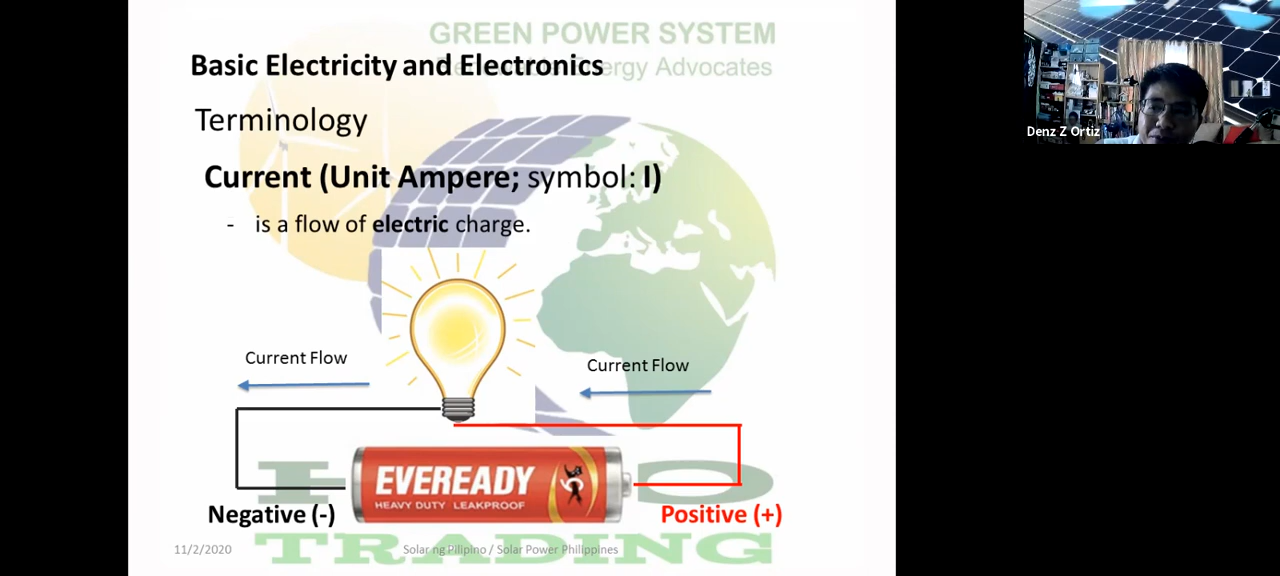 GREEN POWER SYSTEM
Basic Electricity and Electronics
ergy Advocates
Terminology
Current (Unit Ampere; symbol: I)
- is a flow of electric charge.
Current Flow
Current Flow
EVEREADY
HEAVY DUTY LEAKPROOF
Negative (-)
Positive (+)
11/2/2020
Solar ng Pilipino / Solar Power Philippines
TRADING
Denz Z Ortiz